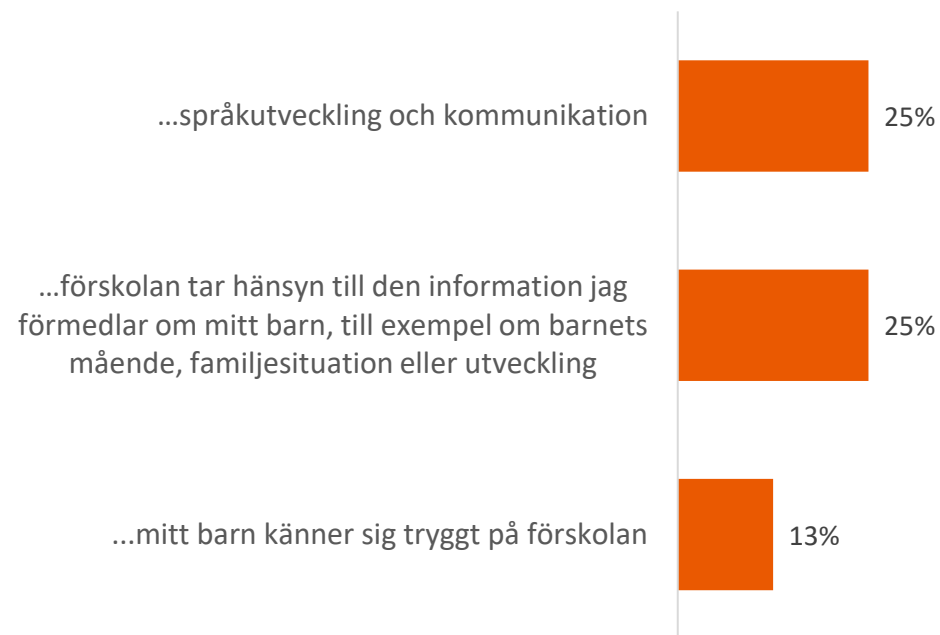 ...språkutveckling och kommunikation
25%
...förskolan tar hänsyn till den information jag
förmedlar om mitt barn, till exempel om barnets
mående, familjesituation eller utveckling
25%
...mitt barn känner sig tryggt på förskolan
13%